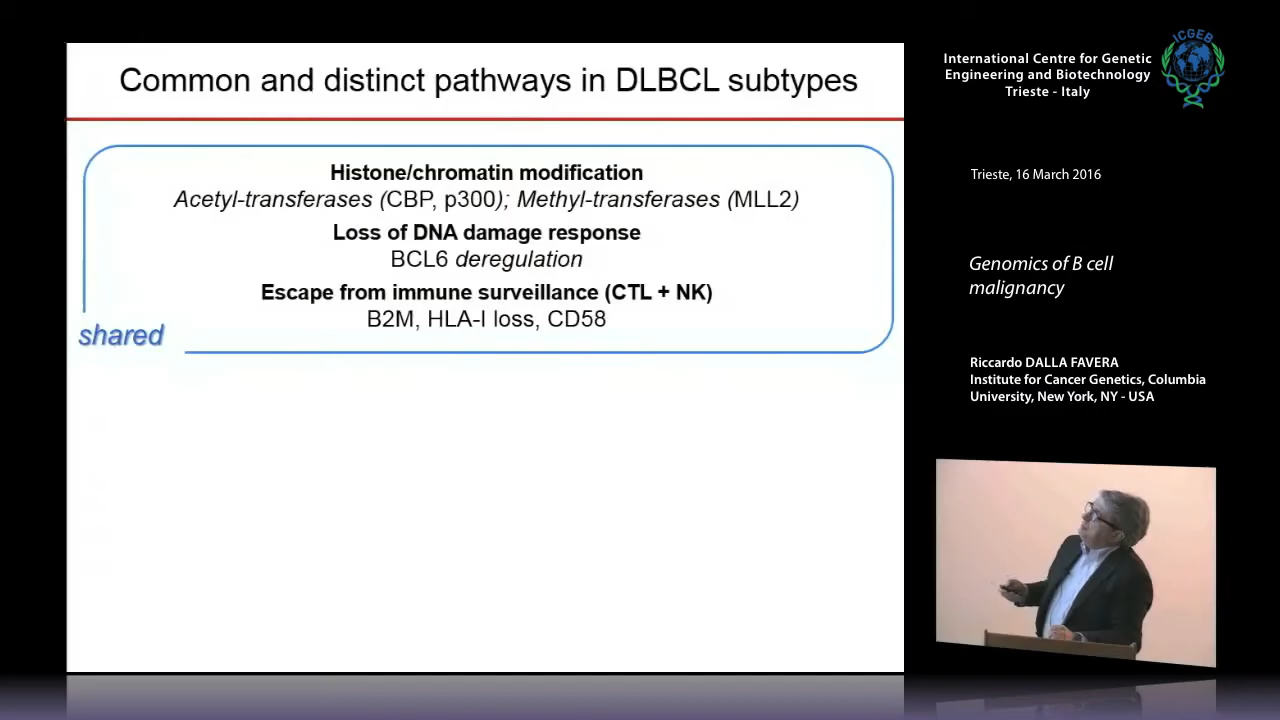 Common and distinct pathways in DLBCL subtypes
Histone/chromatin modification
Acetyl-transferases (CBP, p300); Methyl-transferases (MLL2)
Loss of DNA damage response
BCL6 deregulation
Escape from immune surveillance (CTL + NK)
B2M, HLA-I loss, CD58
shared
International Centre for Genetic
Engineering and Biotechnology
Trieste - Italy
ICGEB
Trieste, 16 March 2016
Genomics of B cell
malignancy
Riccardo DALLA FAVERA
Institute for Cancer Genetics, Columbia
University, New York, NY - USA